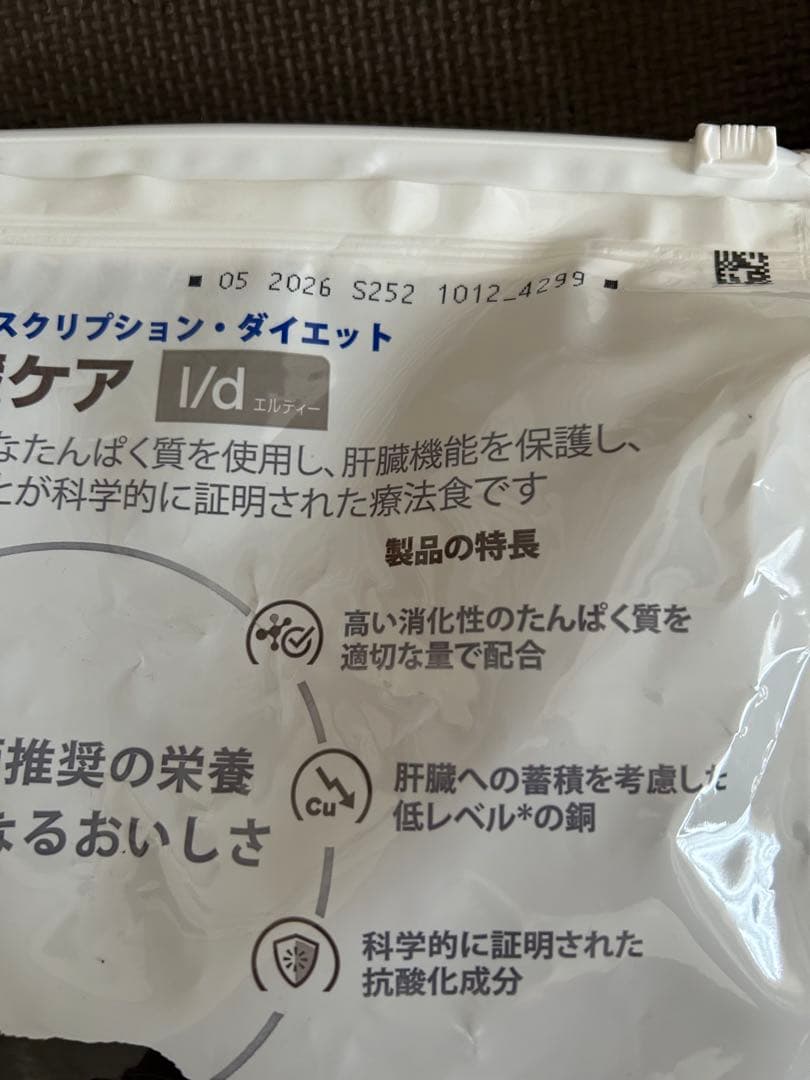 05 2026 S252 1012_4299
スクリプション・ダイエット
ケア l/d エルディー
なたんぱく質を使用し、肝臓機能を保護し、
とが科学的に証明された療法食です
製品の特長
高い消化性のたんぱく質を
適切な量で配合
推奨の栄養
なるおいしさ
Cu
肝臓への蓄積を考慮した
低レベル*の銅
科学的に証明された
抗酸化成分